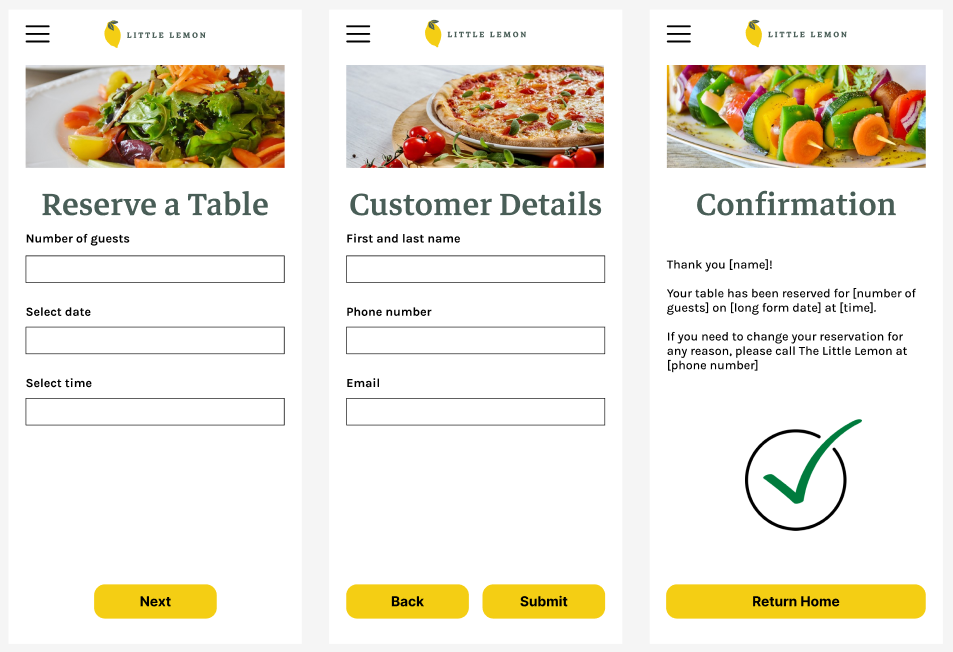 LITTLE LEMON
Reserve a Table
Number of guests
Select date
Select time
Next
LITTLE LEMON
Customer Details
First and last name
Phone number
Email
Back
Submit
LITTLE LEMON
Confirmation
Thank you [name]!
Your table has been reserved for [number of
guests] on [long form date] at [time].
If you need to change your reservation for
any reason, please call The Little Lemon at
[phone number]
Return Home